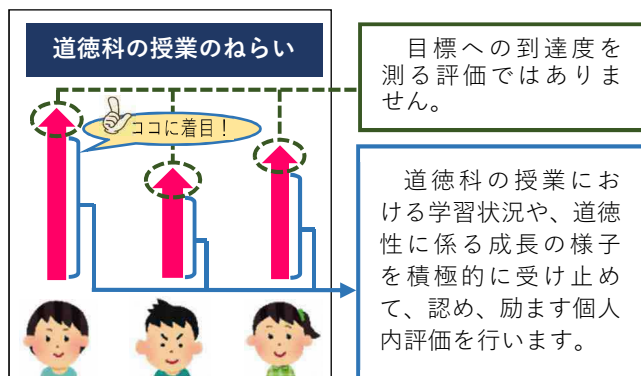 道徳科の授業のねらい
ココに着目！
目標への到達度を
測る評価ではありま
せん。
道徳科の授業にお
ける学習状況や、道徳
性に係る成長の様子
を積極的に受け止め
て、認め、励ます個人
内評価を行います。